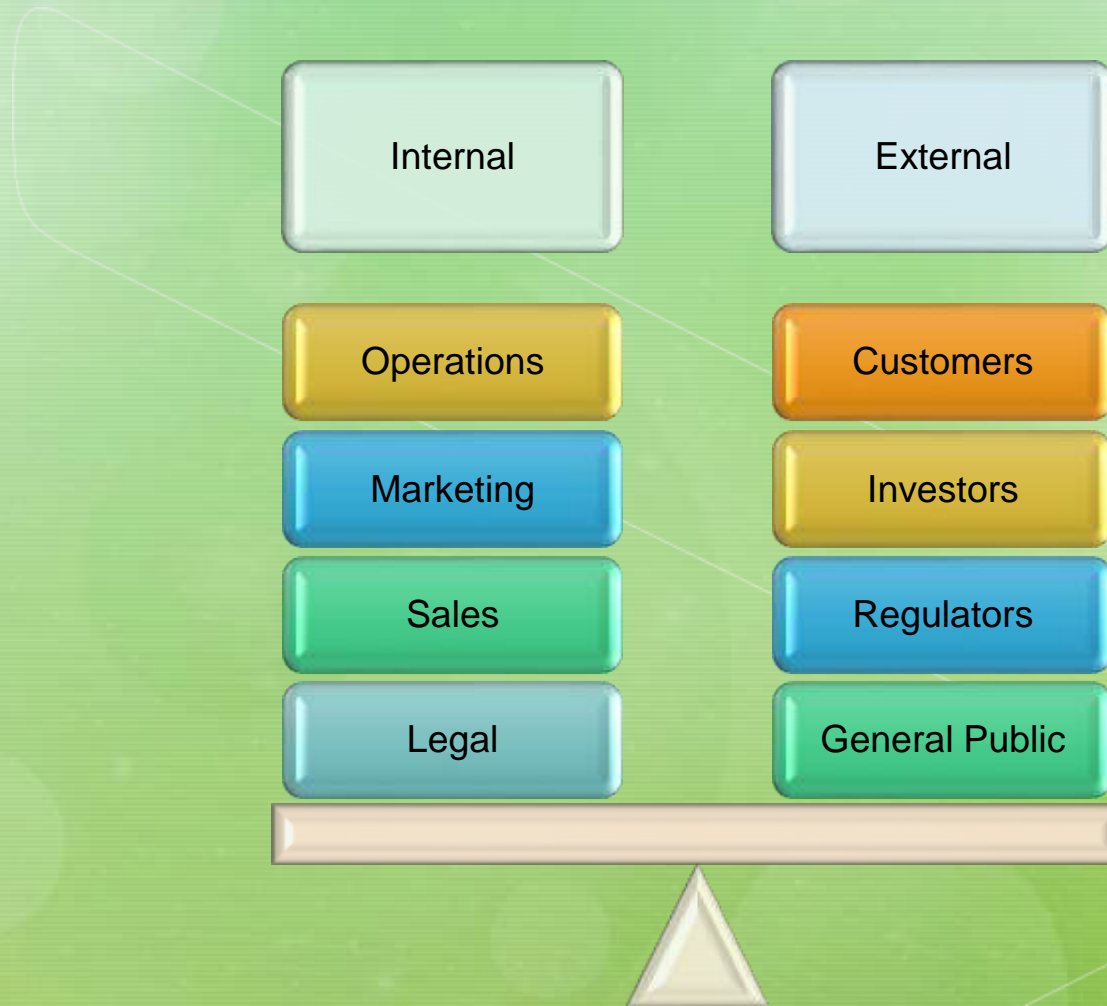 Internal
External
Operations
Customers
Marketing
Investors
Sales
Regulators
Legal
General Public